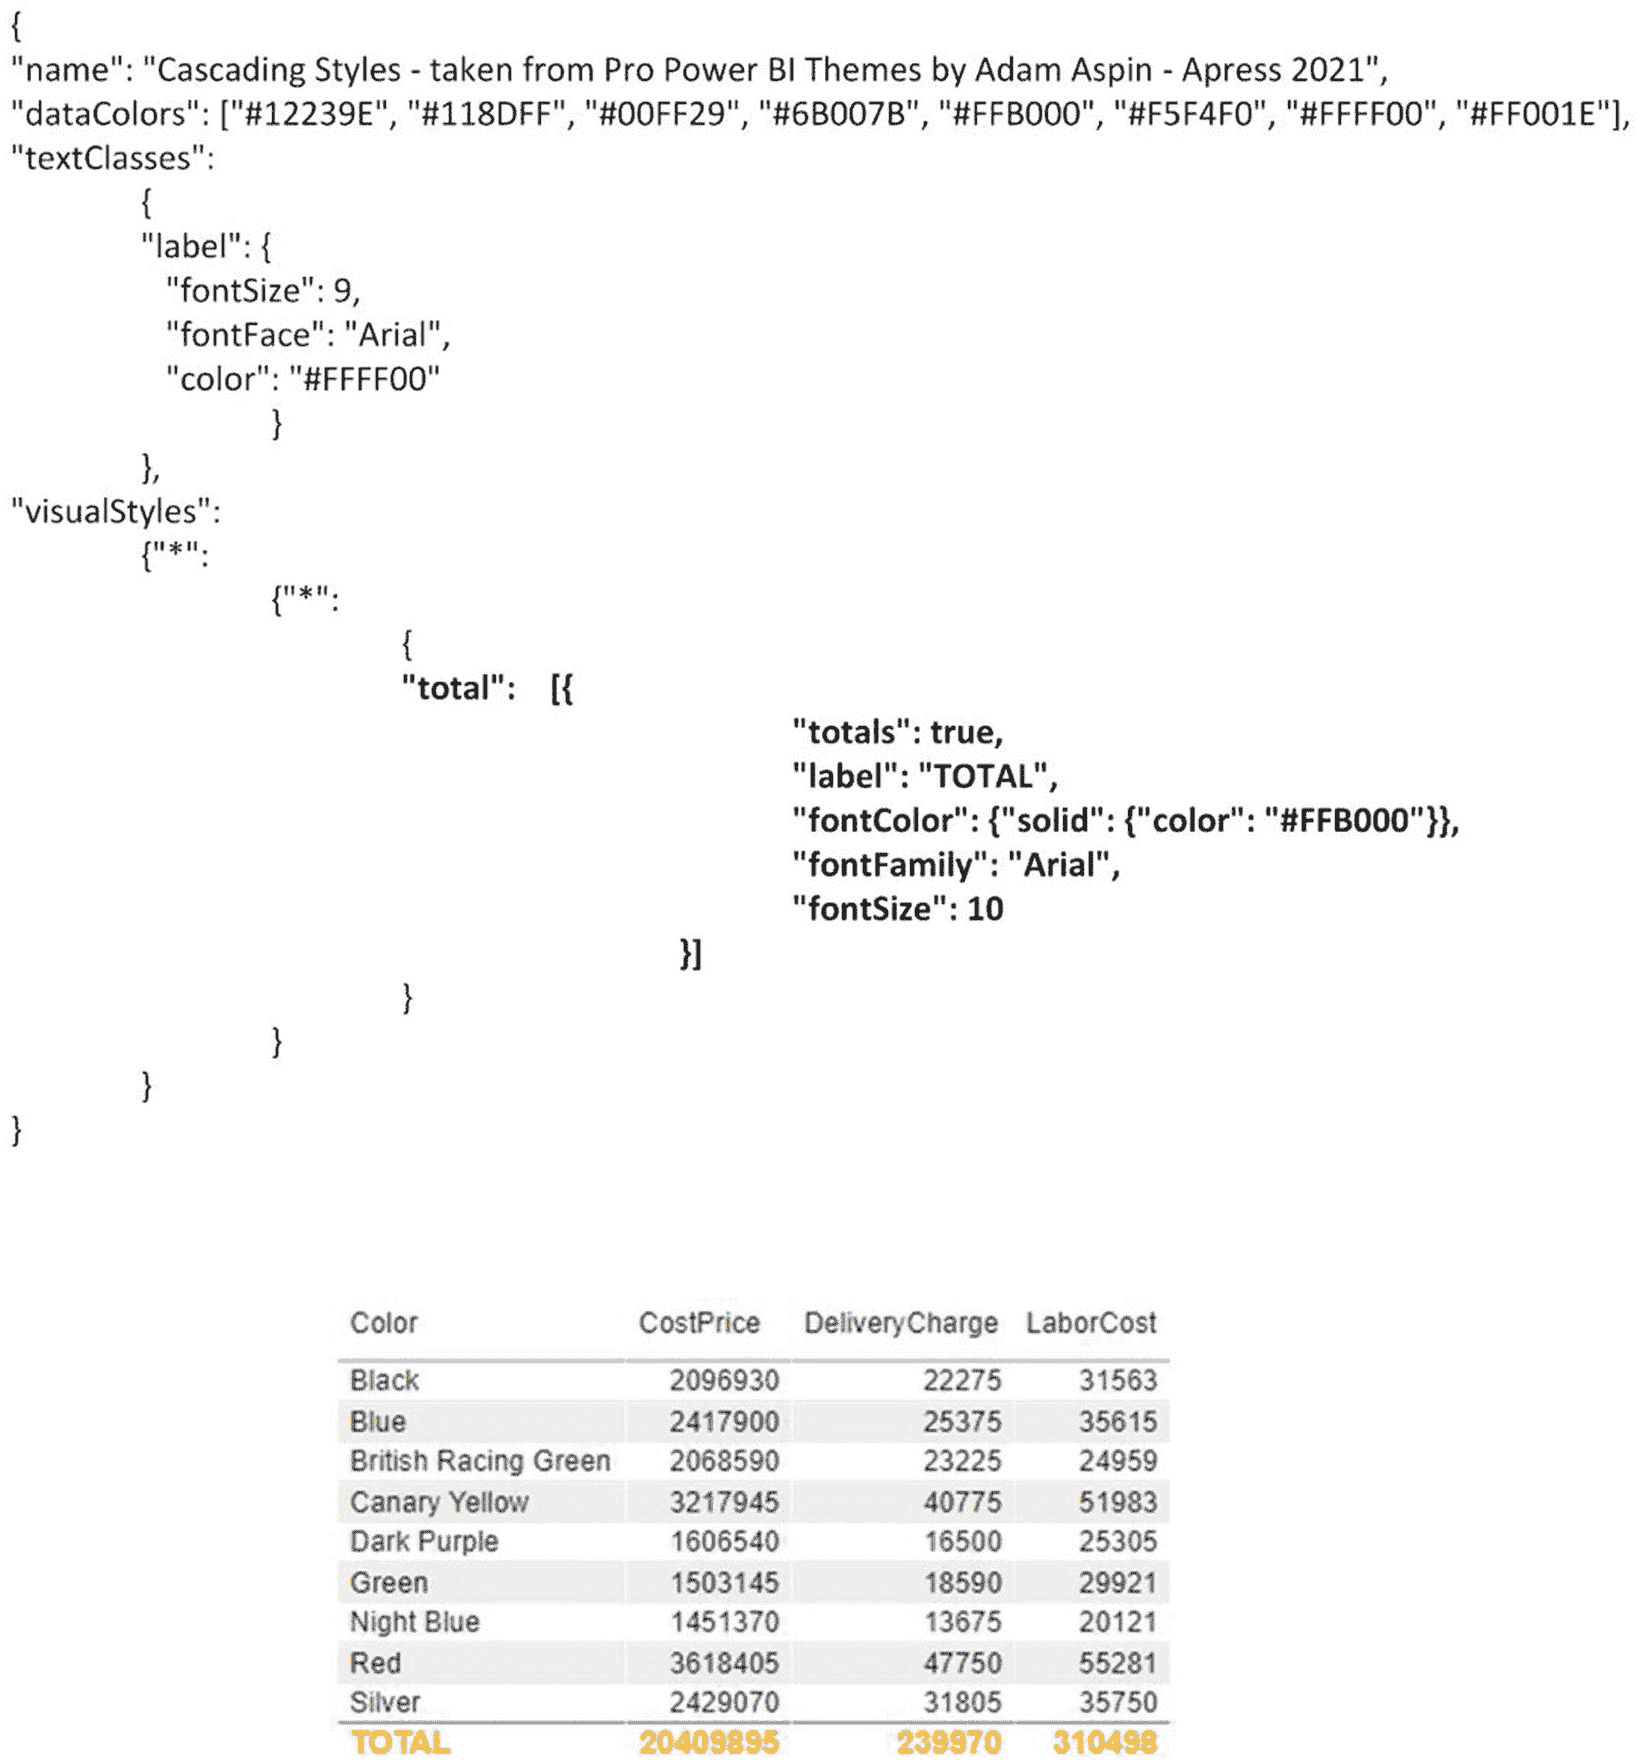 {
"name": "Cascading Styles - taken from Pro Power BI Themes by Adam Aspin - Apress 2021",
"dataColors": ["#12239E", "#118DFF", "#00FF29", "#6B007B", "#FFB000", "#F5F4F0", "#FFFF00", "#FF001E"],
"textClasses":
{
"label": {
"fontSize": 9,
"fontFace": "Arial",
"color": "#FFFF00"
}
},
"visualStyles":
{"*":
{"*":
{
"total": [{
"totals": true,
"label": "TOTAL",
"fontColor": {"solid": {"color": "#FFB000"}},
"fontFamily": "Arial",
"fontSize": 10
}]
}
}
}
}
Color CostPrice DeliveryCharge LaborCost
Black 2096930 22275 31563
Blue 2417900 25375 35615
British Racing Green 2068590 23225 24959
Canary Yellow 3217945 40775 51983
Dark Purple 1606540 16500 25305
Green 1503145 18590 29921
Night Blue 1451370 13675 20121
Red 3618405 47750 55281
Silver 2429070 31805 35750
TOTAL 20409895 239970 310498